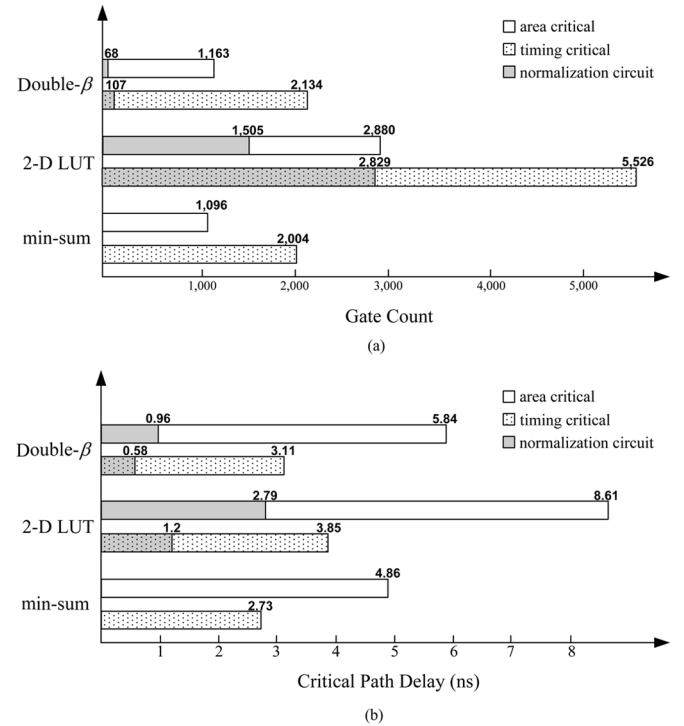 area critical
timing critical
normalization circuit
68 1,163
Double-β
107 2,134
1,505 2,880
2-D LUT
2,829 5,526
1,096
min-sum
2,004
1,000 2,000 3,000 4,000 5,000
Gate Count
(a)
area critical
timing critical
normalization circuit
0.96 5.84
Double-β
0.58 3.11
2.79 8.61
2-D LUT
1.2 3.85
4.86
min-sum
2.73
1 2 3 4 5 6 7 8
Critical Path Delay (ns)
(b)